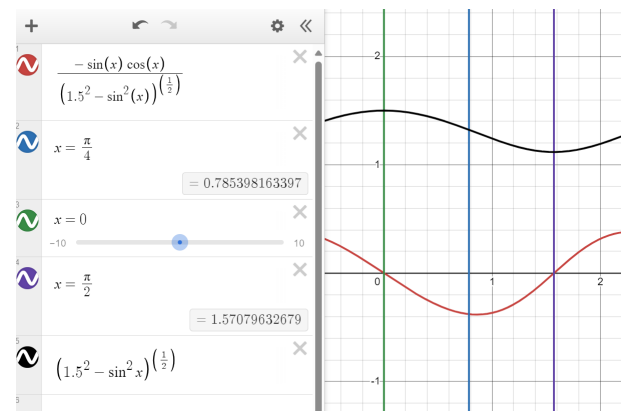 1
−sin(x) cos(x) / (1.5² − sin²(x))^(1/2)
2
x = π/4
= 0.785398163397
3
x = 0
−10 10
4
x = π/2
= 1.57079632679
5
(1.5² − sin² x)^(1/2)
6
2
1
0 1 2
-1